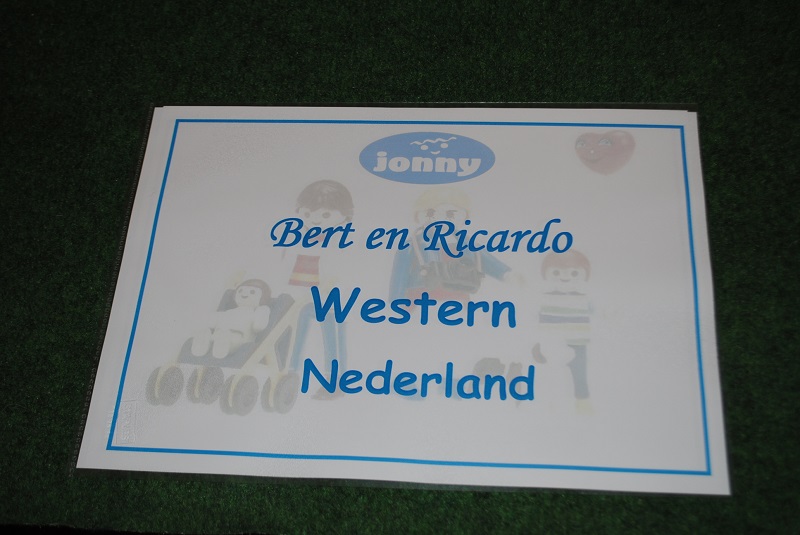 jonny
Bert en Ricardo
Western
Nederland